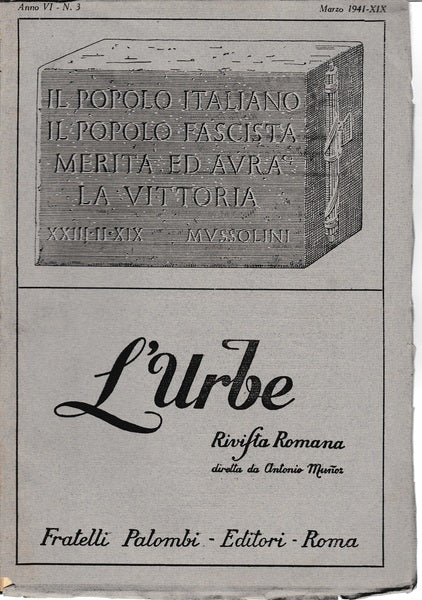 Anno VI - N. 3
Marzo 1941-XIX
IL POPOLO ITALIANO
IL POPOLO FASCISTA
MERITA ED AVRA'
LA VITTORIA
XXIII·II·XIX MVSSOLINI
L'Urbe
Rivista Romana
diretta da Antonio Muñoz
Fratelli Palombi - Editori - Roma